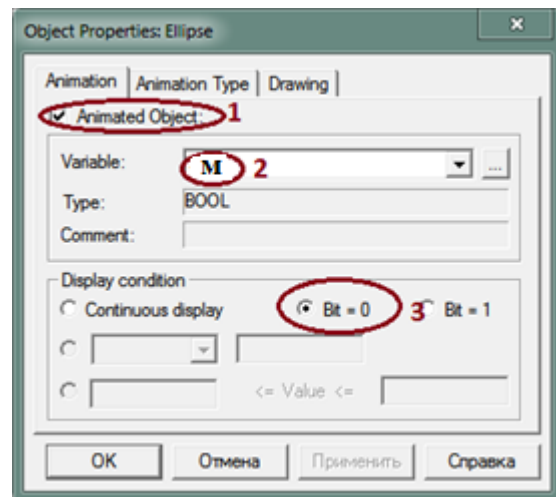 Object Properties: Ellipse
Animation Animation Type Drawing
Animated Object: 1
Variable: M 2 ...
Type: BOOL
Comment:
Display condition
Continuous display Bit = 0 3 Bit = 1
<= Value <=
OK Отмена Применить Справка